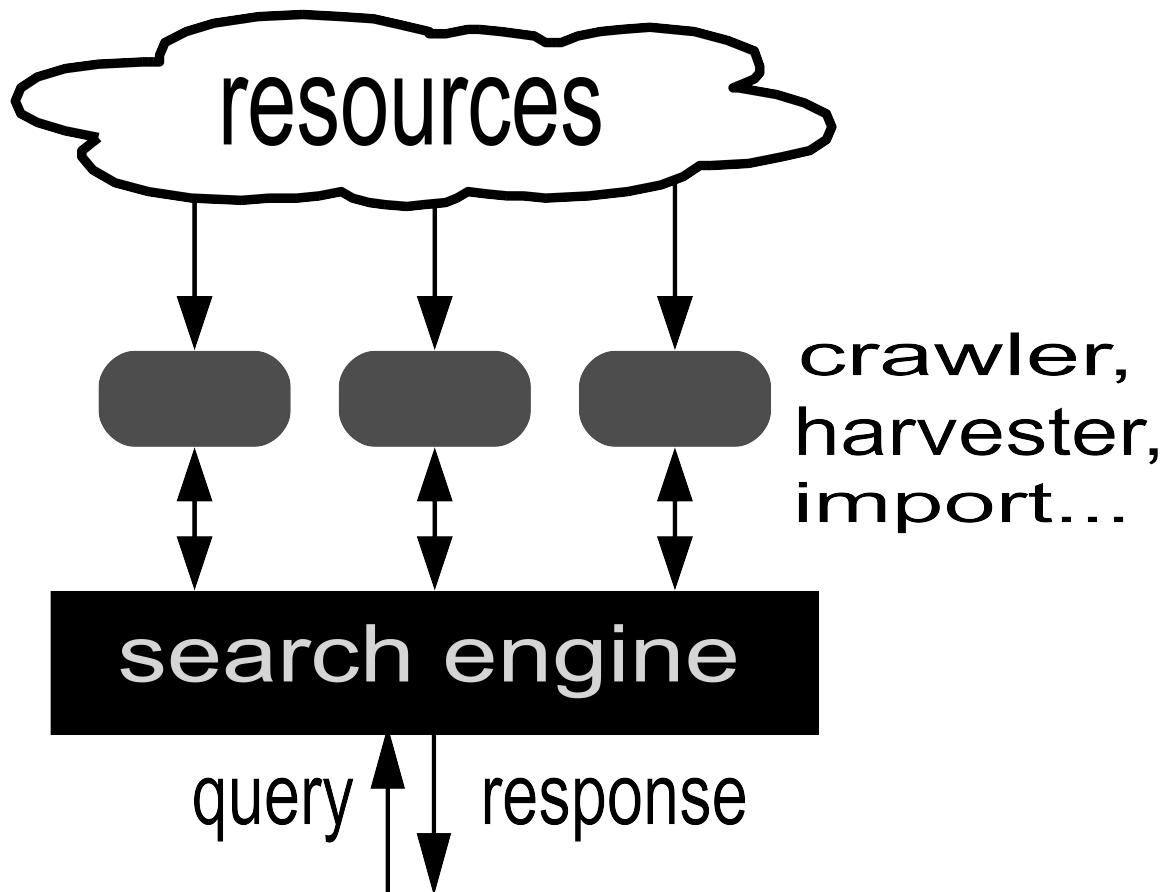 resources
crawler,
harvester,
import...
search engine
query response